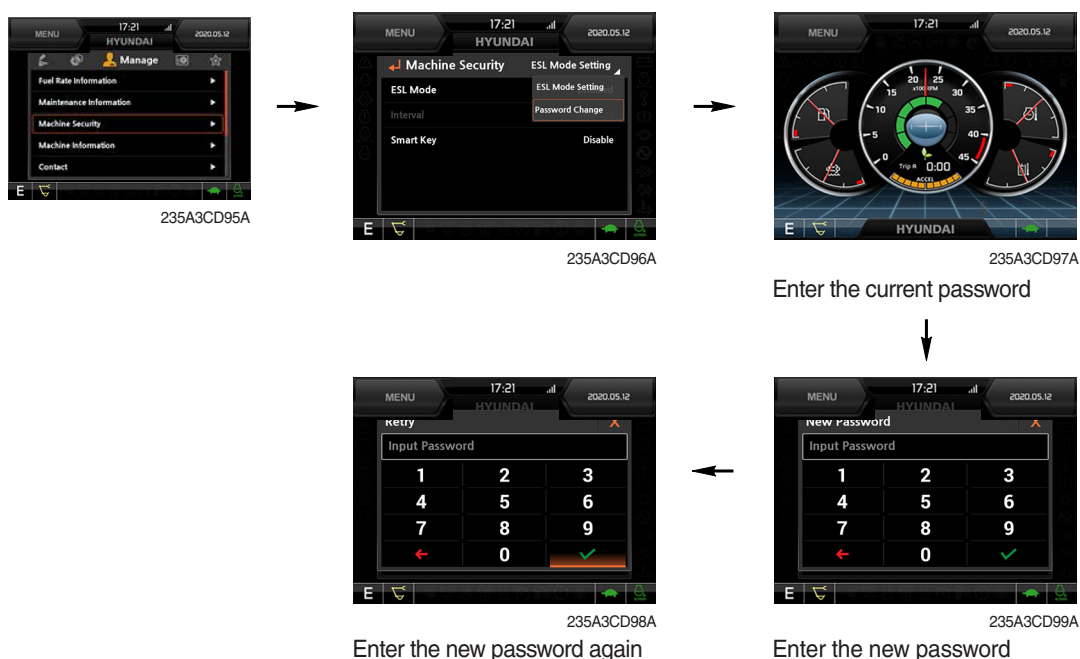 MENU
17:21
2020.05.12
HYUNDAI
Manage
Fuel Rate Information
Maintenance Information
Machine Security
Machine Information
Contact
E
235A3CD95A
MENU
17:21
2020.05.12
HYUNDAI
Machine Security ESL Mode Setting
ESL Mode
ESL Mode Setting
Password Change
Interval
Smart Key Disable
E
235A3CD96A
MENU
17:21
2020.05.12
0
5
10
15
20
25
30
35
40
45
x100 RPM
Trip A 0:00
ACCEL
E
HYUNDAI
235A3CD97A
Enter the current password
MENU
17:21
2020.05.12
HYUNDAI
Retry X
Input Password
1 2 3
4 5 6
7 8 9
0
E
235A3CD98A
Enter the new password again
MENU
17:21
2020.05.12
HYUNDAI
New Password X
Input Password
1 2 3
4 5 6
7 8 9
0
E
235A3CD99A
Enter the new password